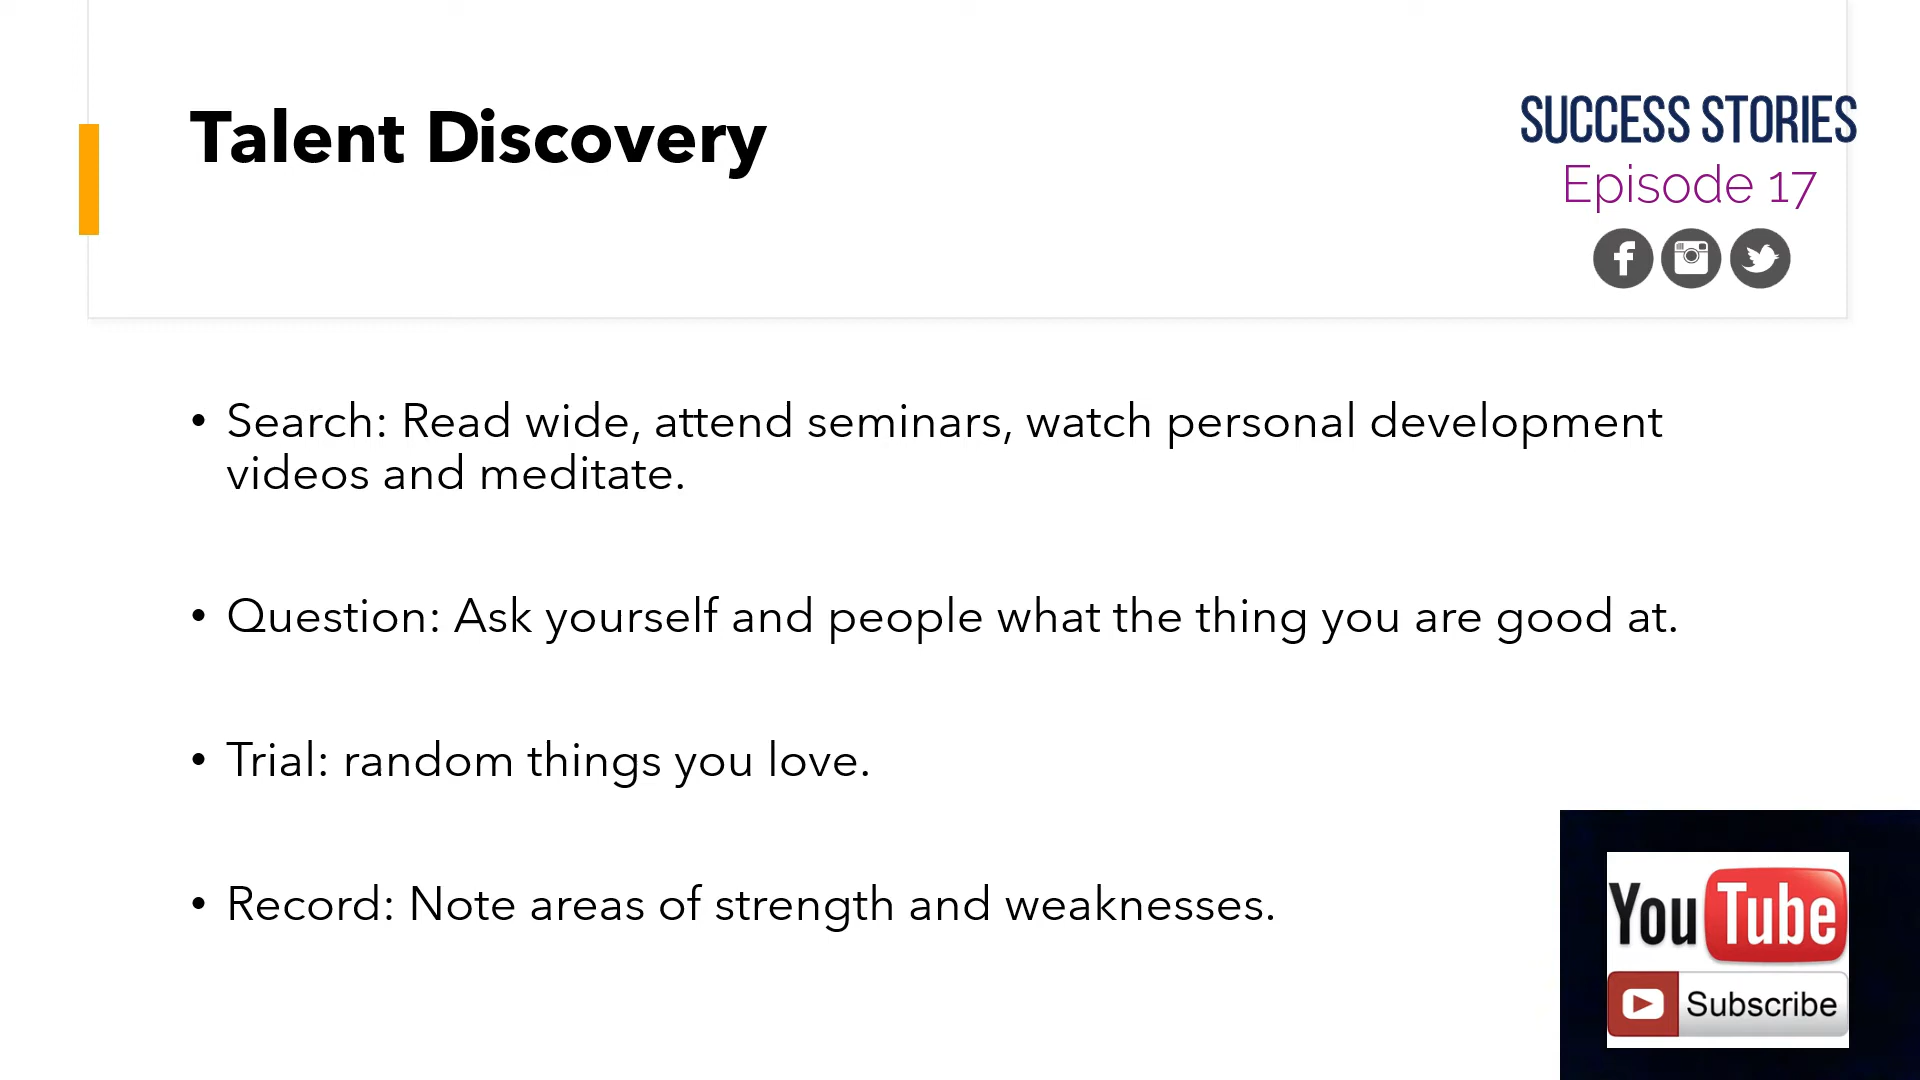 Talent Discovery
SUCCESS STORIES
Episode 17
• Search: Read wide, attend seminars, watch personal development
videos and meditate.
• Question: Ask yourself and people what the thing you are good at.
• Trial: random things you love.
• Record: Note areas of strength and weaknesses.
YouTube
Subscribe